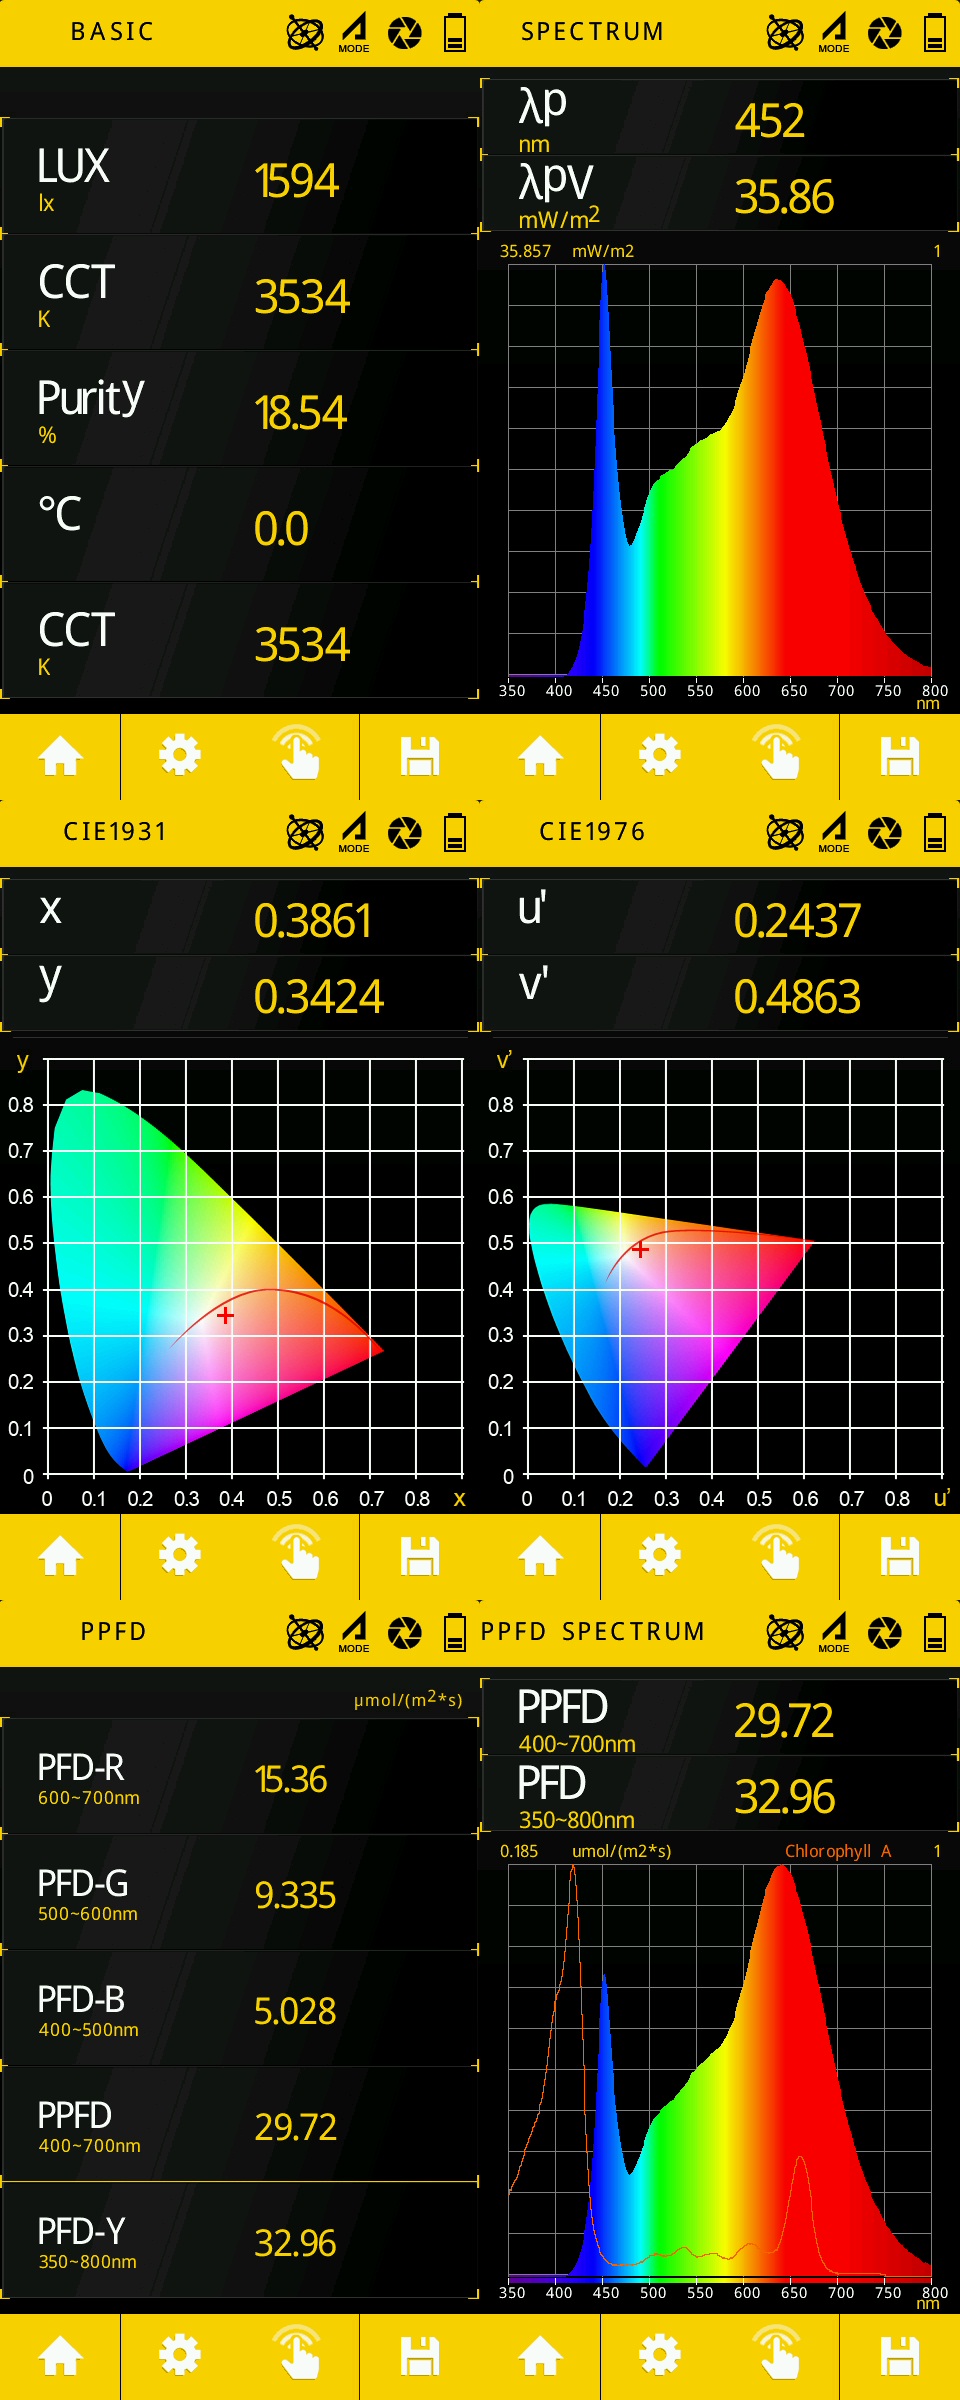 BASIC
MODE
LUX
lx
1594
CCT
K
3534
Purity
%
18.54
°C
0.0
CCT
K
3534
SPECTRUM
MODE
λp
nm
452
λpV
mW/m2
35.86
35.857 mW/m2 1
350 400 450 500 550 600 650 700 750 800
nm
CIE1931
MODE
x
0.3861
y
0.3424
y
0.8
0.7
0.6
0.5
0.4
0.3
0.2
0.1
0
0 0.1 0.2 0.3 0.4 0.5 0.6 0.7 0.8 x
CIE1976
MODE
u'
0.2437
v'
0.4863
v'
0.8
0.7
0.6
0.5
0.4
0.3
0.2
0.1
0
0 0.1 0.2 0.3 0.4 0.5 0.6 0.7 0.8 u'
PPFD
MODE
μmol/(m2*s)
PFD-R
600~700nm
15.36
PFD-G
500~600nm
9.335
PFD-B
400~500nm
5.028
PPFD
400~700nm
29.72
PFD-Y
350~800nm
32.96
PPFD SPECTRUM
MODE
PPFD
400~700nm
29.72
PFD
350~800nm
32.96
0.185 umol/(m2*s) Chlorophyll A 1
350 400 450 500 550 600 650 700 750 800
nm